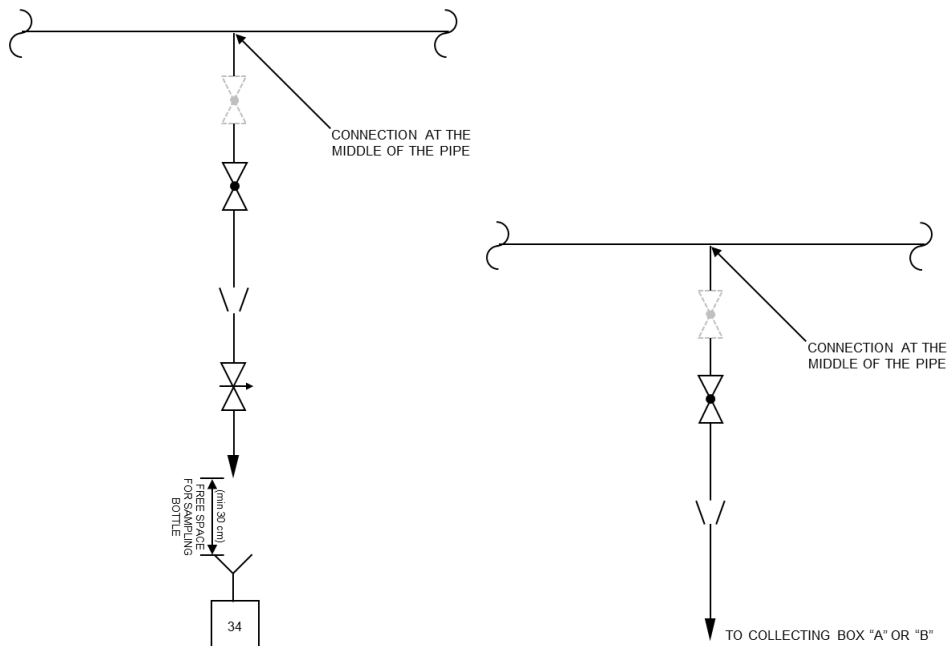 CONNECTION AT THE
MIDDLE OF THE PIPE
(min 30 cm)
FREE SPACE
FOR SAMPLING
BOTTLE
34
CONNECTION AT THE
MIDDLE OF THE PIPE
TO COLLECTING BOX “A” OR “B”